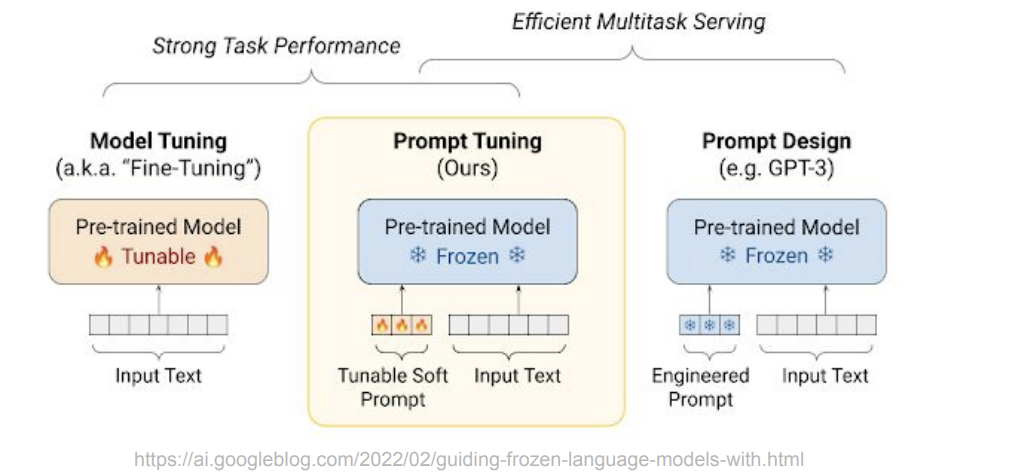 Efficient Multitask Serving
Strong Task Performance
Model Tuning
(a.k.a. “Fine-Tuning”)
Pre-trained Model
🔥 Tunable 🔥
Input Text
Prompt Tuning
(Ours)
Pre-trained Model
❄ Frozen ❄
Tunable Soft
Prompt
Input Text
Prompt Design
(e.g. GPT-3)
Pre-trained Model
❄ Frozen ❄
Engineered
Prompt
Input Text
https://ai.googleblog.com/2022/02/guiding-frozen-language-models-with.html